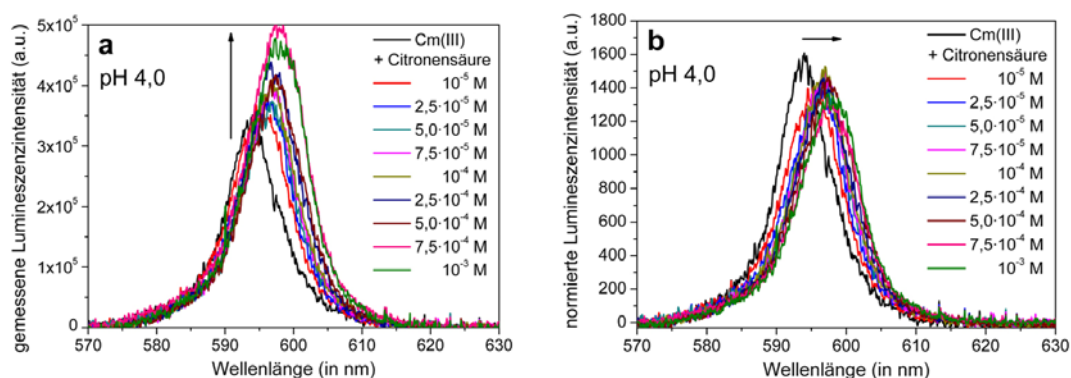 a
pH 4,0
gemessene Lumineszenzintensität (a.u.)
5x10⁵
4x10⁵
3x10⁵
2x10⁵
1x10⁵
0
570 580 590 600 610 620 630
Wellenlänge (in nm)
Cm(III)
+ Citronensäure
10⁻⁵ M
2,5·10⁻⁵ M
5,0·10⁻⁵ M
7,5·10⁻⁵ M
10⁻⁴ M
2,5·10⁻⁴ M
5,0·10⁻⁴ M
7,5·10⁻⁴ M
10⁻³ M
b
pH 4,0
normierte Lumineszenzintensität (a.u.)
1800
1600
1400
1200
1000
800
600
400
200
0
570 580 590 600 610 620 630
Wellenlänge (in nm)
Cm(III)
+ Citronensäure
10⁻⁵ M
2,5·10⁻⁵ M
5,0·10⁻⁵ M
7,5·10⁻⁵ M
10⁻⁴ M
2,5·10⁻⁴ M
5,0·10⁻⁴ M
7,5·10⁻⁴ M
10⁻³ M